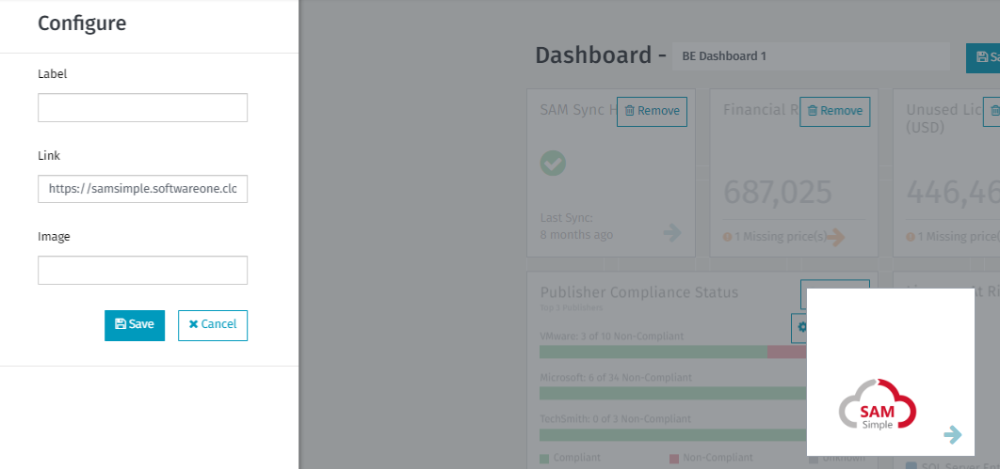 Configure
Label
Link
https://samsimple.softwareone.clc
Image
Save
Cancel
Dashboard -
BE Dashboard 1
SAM Sync H
Remove
Last Sync:
8 months ago
Financial R
Remove
687,025
1 Missing price(s)
Unused Lic
(USD)
446,46
1 Missing price(
Publisher Compliance Status
Top 3 Publishers
VMware: 3 of 10 Non-Compliant
Microsoft: 6 of 34 Non-Compliant
TechSmith: 0 of 3 Non-Compliant
Compliant
Non-Compliant
Unknown
SAM
Simple